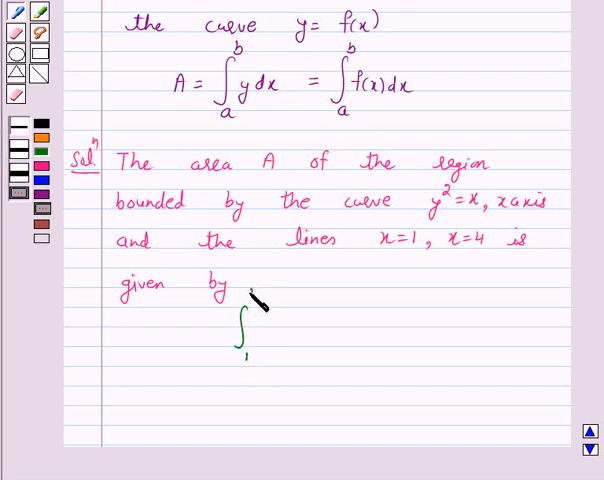 the curve y = f(x)
A = ∫_a^b y dx = ∫_a^b f(x) dx
Solⁿ The area A of the region
bounded by the curve y² = x, x axis
and the lines x=1, x=4 is
given by
∫_1